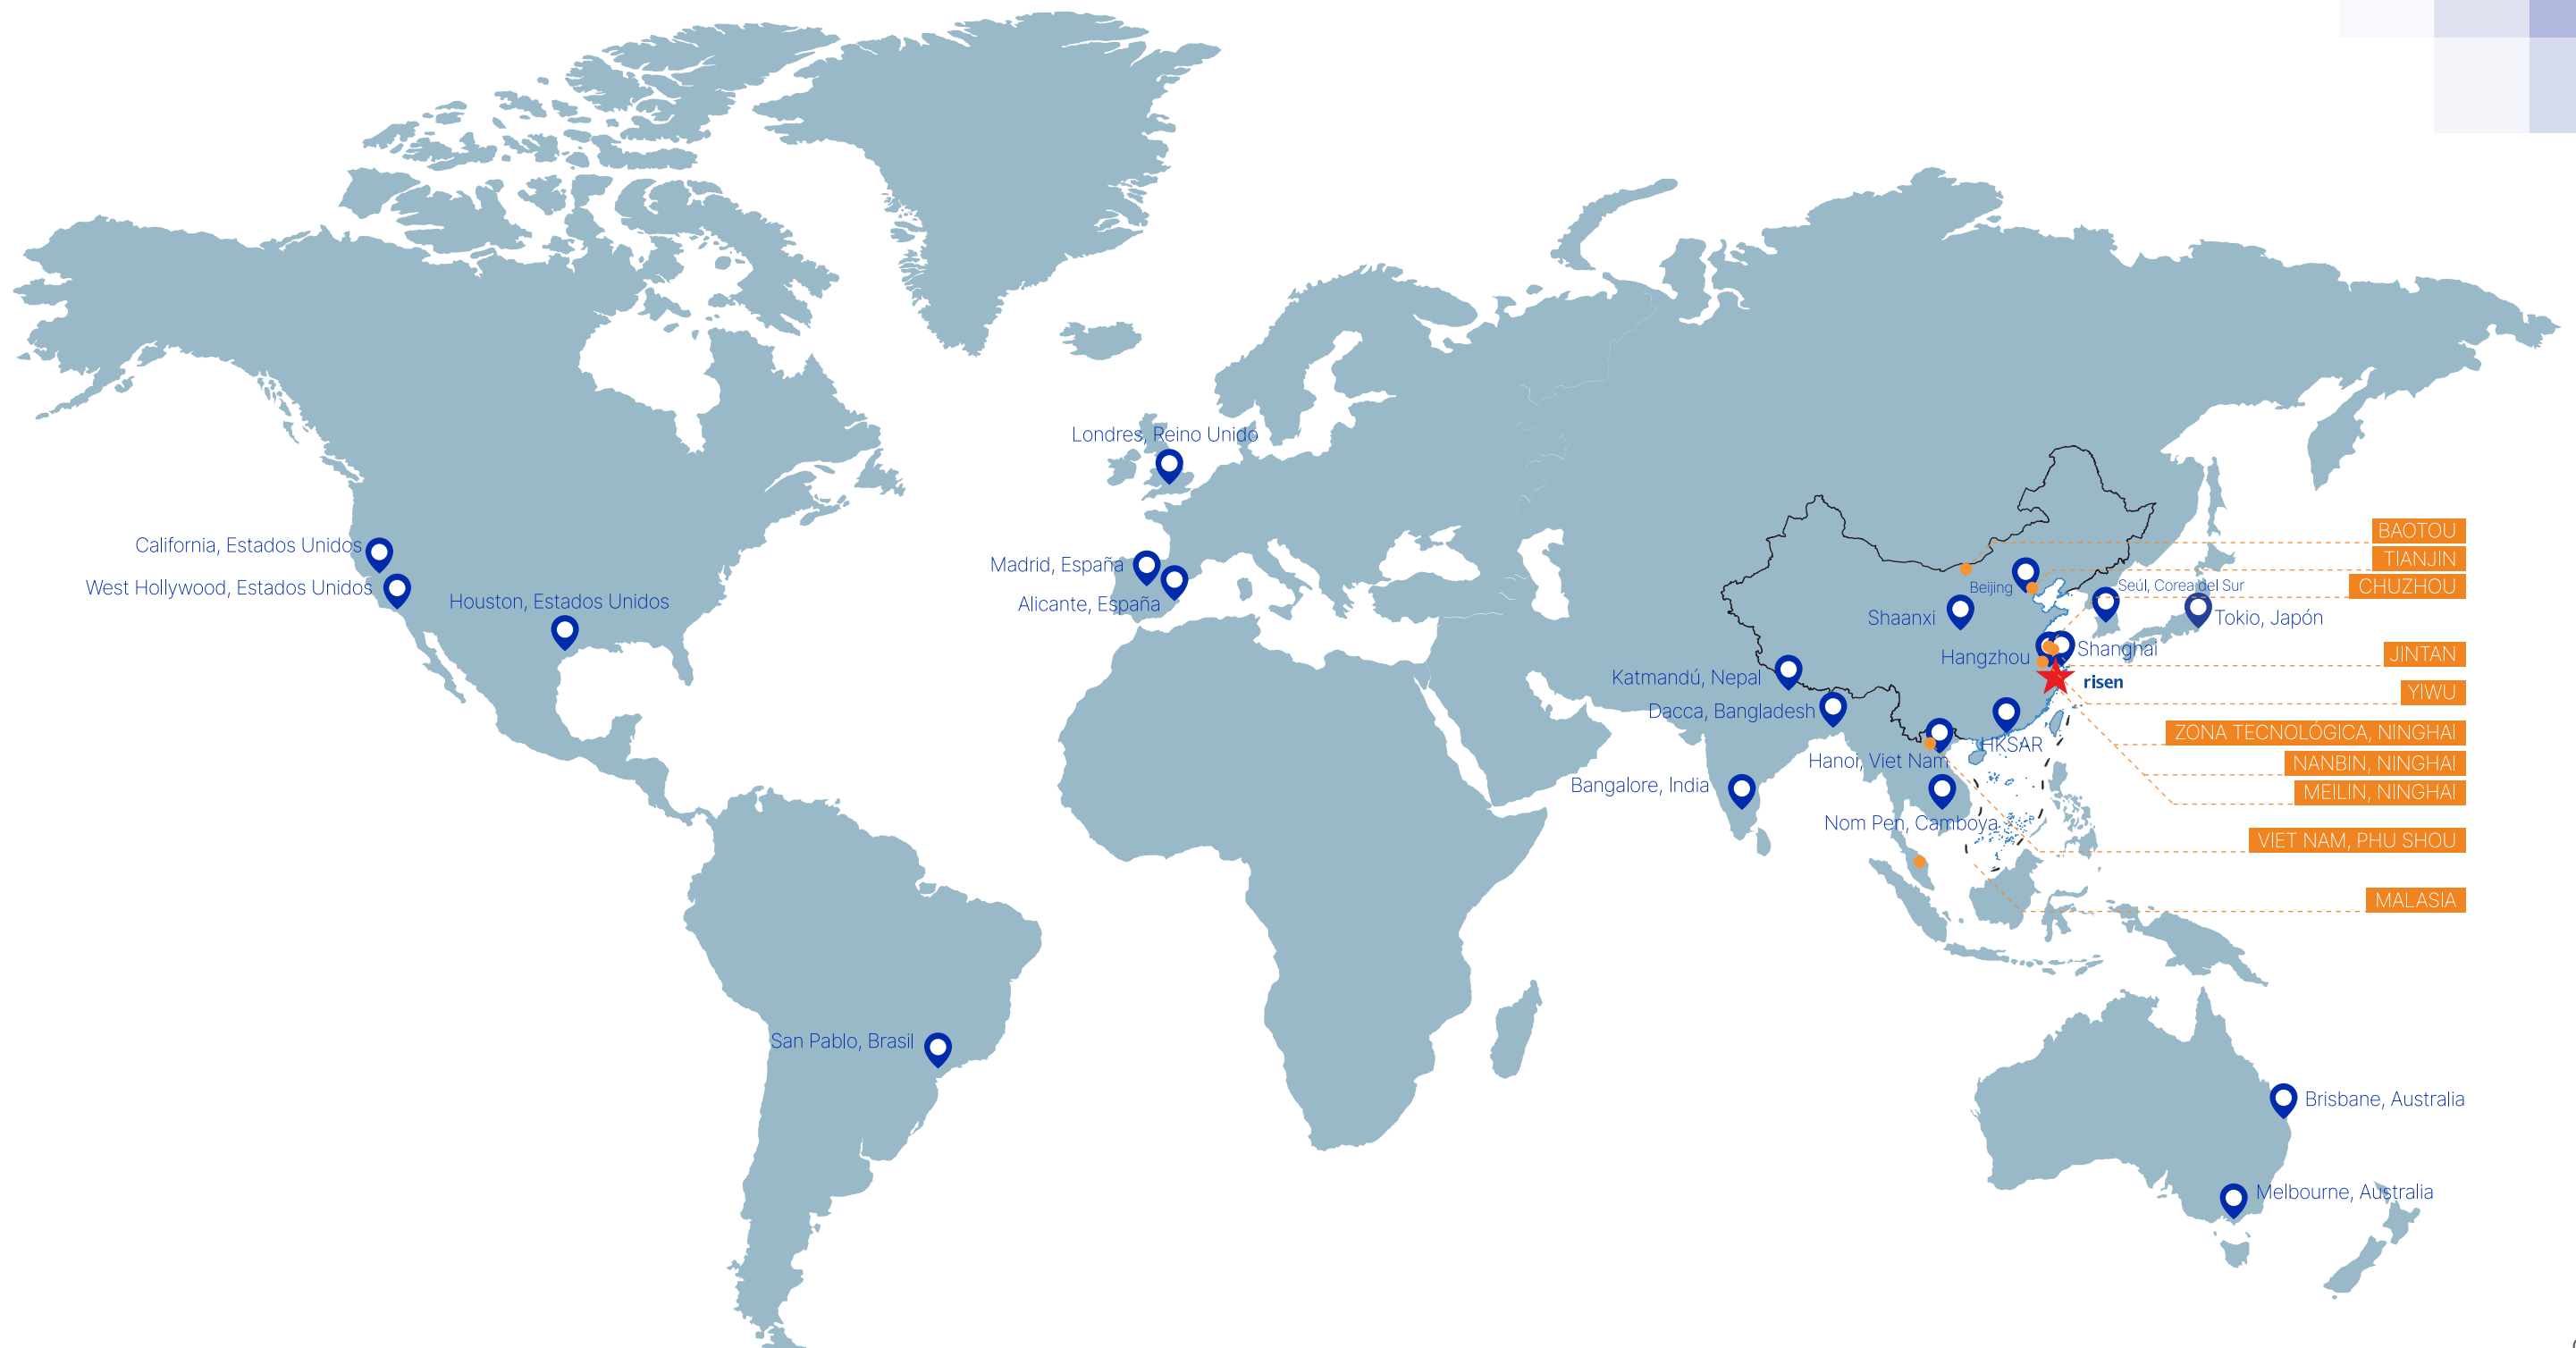 Londres, Reino Unido
California, Estados Unidos
West Hollywood, Estados Unidos
Houston, Estados Unidos
Madrid, España
Alicante, España
San Pablo, Brasil
Beijing
Seúl, Corea del Sur
Shaanxi
Tokio, Japón
Hangzhou
Shanghai
risen
Katmandú, Nepal
Dacca, Bangladesh
HKSAR
Hanoi, Viet Nam
Bangalore, India
Nom Pen, Camboya
BAOTOU
TIANJIN
CHUZHOU
JINTAN
YIWU
ZONA TECNOLÓGICA, NINGHAI
NANBIN, NINGHAI
MEILIN, NINGHAI
VIET NAM, PHU SHOU
MALASIA
Brisbane, Australia
Melbourne, Australia